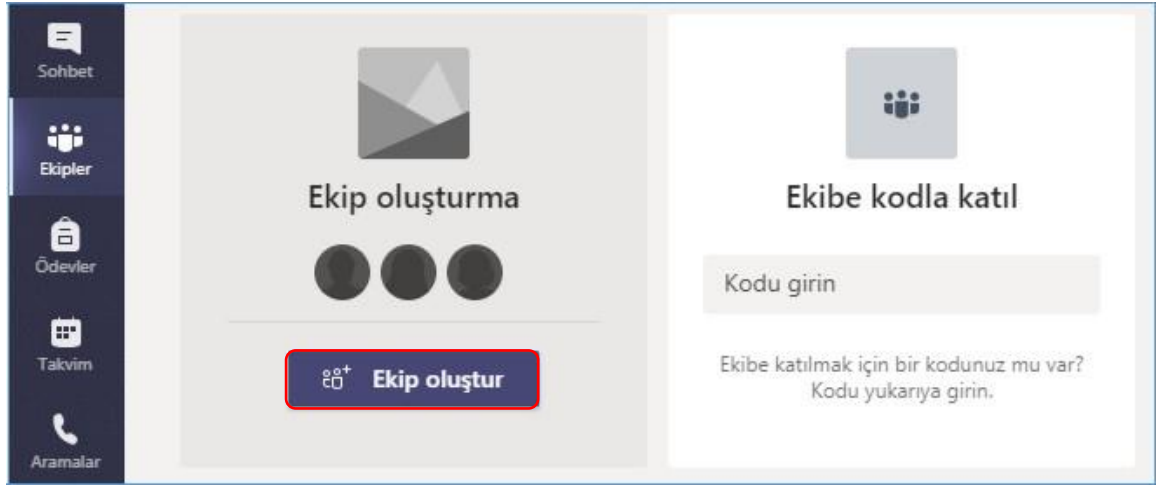 Sohbet
Ekipler
Ödevler
Takvim
Aramalar
Ekip oluşturma
Ekip oluştur
Ekibe kodla katıl
Kodu girin
Ekibe katılmak için bir kodunuz mu var?
Kodu yukarıya girin.